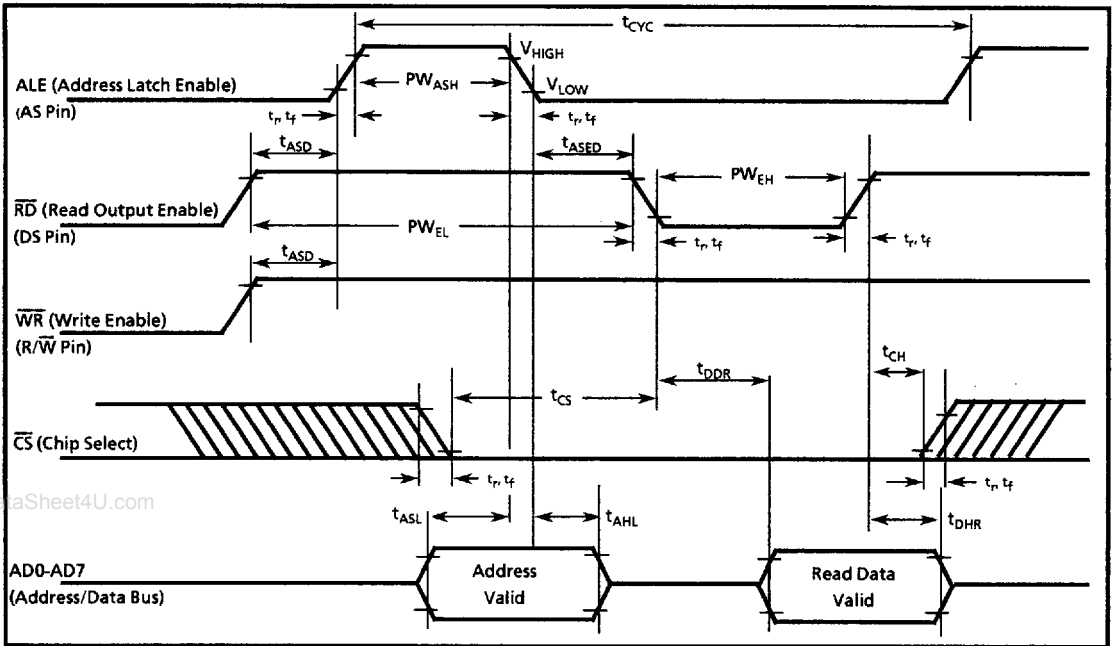 tCYC
VHIGH
ALE (Address Latch Enable)
(AS Pin)
PWASH
VLOW
tr, tf
tr, tf
tASD
tASED
RD (Read Output Enable)
(DS Pin)
PWEH
PWEL
tr, tf
tr, tf
tASD
WR (Write Enable)
(R/W Pin)
tCH
tDDR
tCS
CS (Chip Select)
tr, tf
tr, tf
taSheet4U.com
tASL
tAHL
tDHR
AD0-AD7
(Address/Data Bus)
Address
Valid
Read Data
Valid